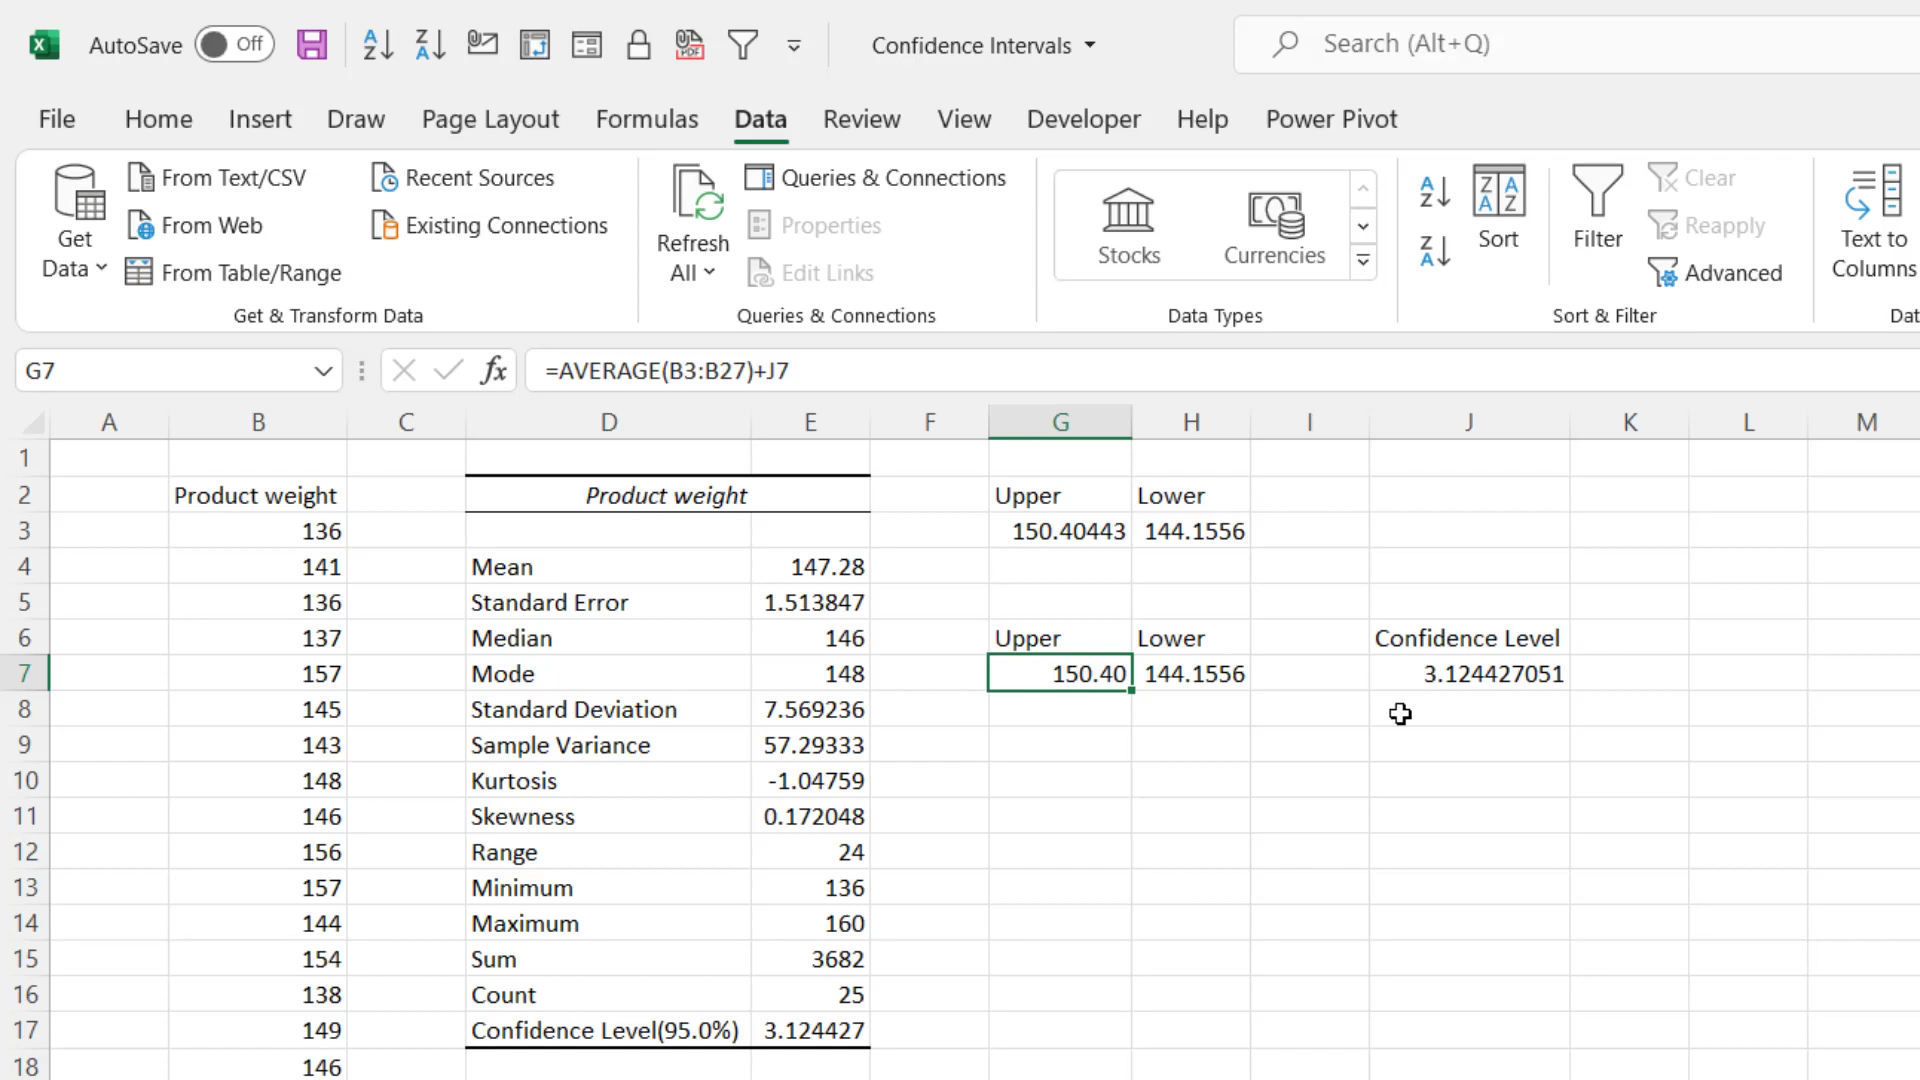 AutoSave Off Confidence Intervals Search (Alt+Q)
File Home Insert Draw Page Layout Formulas Data Review View Developer Help Power Pivot
Get Data
From Text/CSV
From Web
From Table/Range
Recent Sources
Existing Connections
Get & Transform Data
Refresh All
Queries & Connections
Properties
Edit Links
Queries & Connections
Stocks Currencies
Data Types
Sort
Filter
Clear
Reapply
Advanced
Sort & Filter
Text to
Columns
Dat
G7 fx =AVERAGE(B3:B27)+J7
A B C D E F G H I J K L M
1
2 Product weight Product weight Upper Lower
3 136 150.40443 144.1556
4 141 Mean 147.28
5 136 Standard Error 1.513847
6 137 Median 146 Upper Lower Confidence Level
7 157 Mode 148 150.40 144.1556 3.124427051
8 145 Standard Deviation 7.569236
9 143 Sample Variance 57.29333
10 148 Kurtosis -1.04759
11 146 Skewness 0.172048
12 156 Range 24
13 157 Minimum 136
14 144 Maximum 160
15 154 Sum 3682
16 138 Count 25
17 149 Confidence Level(95.0%) 3.124427
18 146